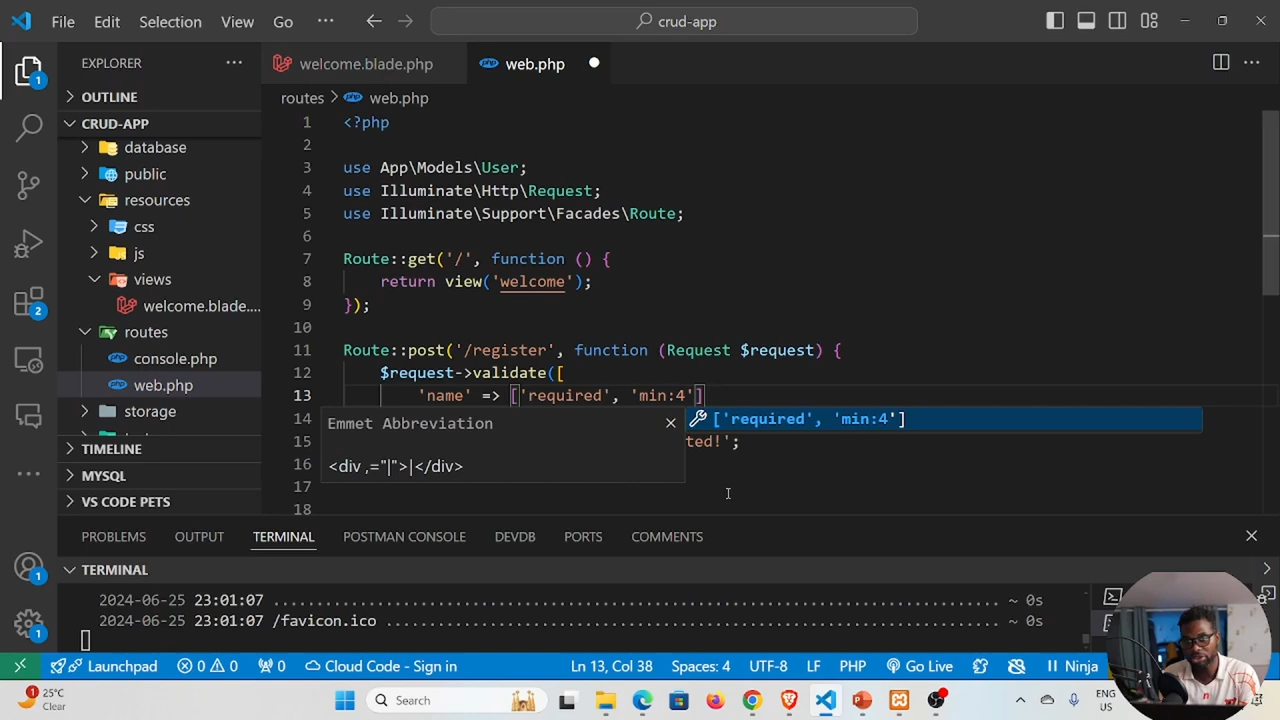 File Edit Selection View Go ··· crud-app
EXPLORER ··· welcome.blade.php web.php
OUTLINE
CRUD-APP
database
public
resources
css
js
views
welcome.blade....
routes
console.php
web.php
storage
TIMELINE
MYSQL
VS CODE PETS
1
2
1
1
routes > web.php
1 <?php
2
3 use App\Models\User;
4 use Illuminate\Http\Request;
5 use Illuminate\Support\Facades\Route;
6
7 Route::get('/', function () {
8 return view('welcome');
9 });
10
11 Route::post('/register', function (Request $request) {
12 $request->validate([
13 'name' => ['required', 'min:4']
14
15 ted!';
16
17
18
Emmet Abbreviation
<div ,="|">|</div>
['required', 'min:4']
PROBLEMS OUTPUT TERMINAL POSTMAN CONSOLE DEVDB PORTS COMMENTS
TERMINAL
2024-06-25 23:01:07 ........................................................................ ~ 0s
2024-06-25 23:01:07 /favicon.ico ............................................................ ~ 0s
Launchpad 0 0 0 Cloud Code - Sign in Ln 13, Col 38 Spaces: 4 UTF-8 LF PHP Go Live Ninja
1
25°C
Clear
Search
ENG
US